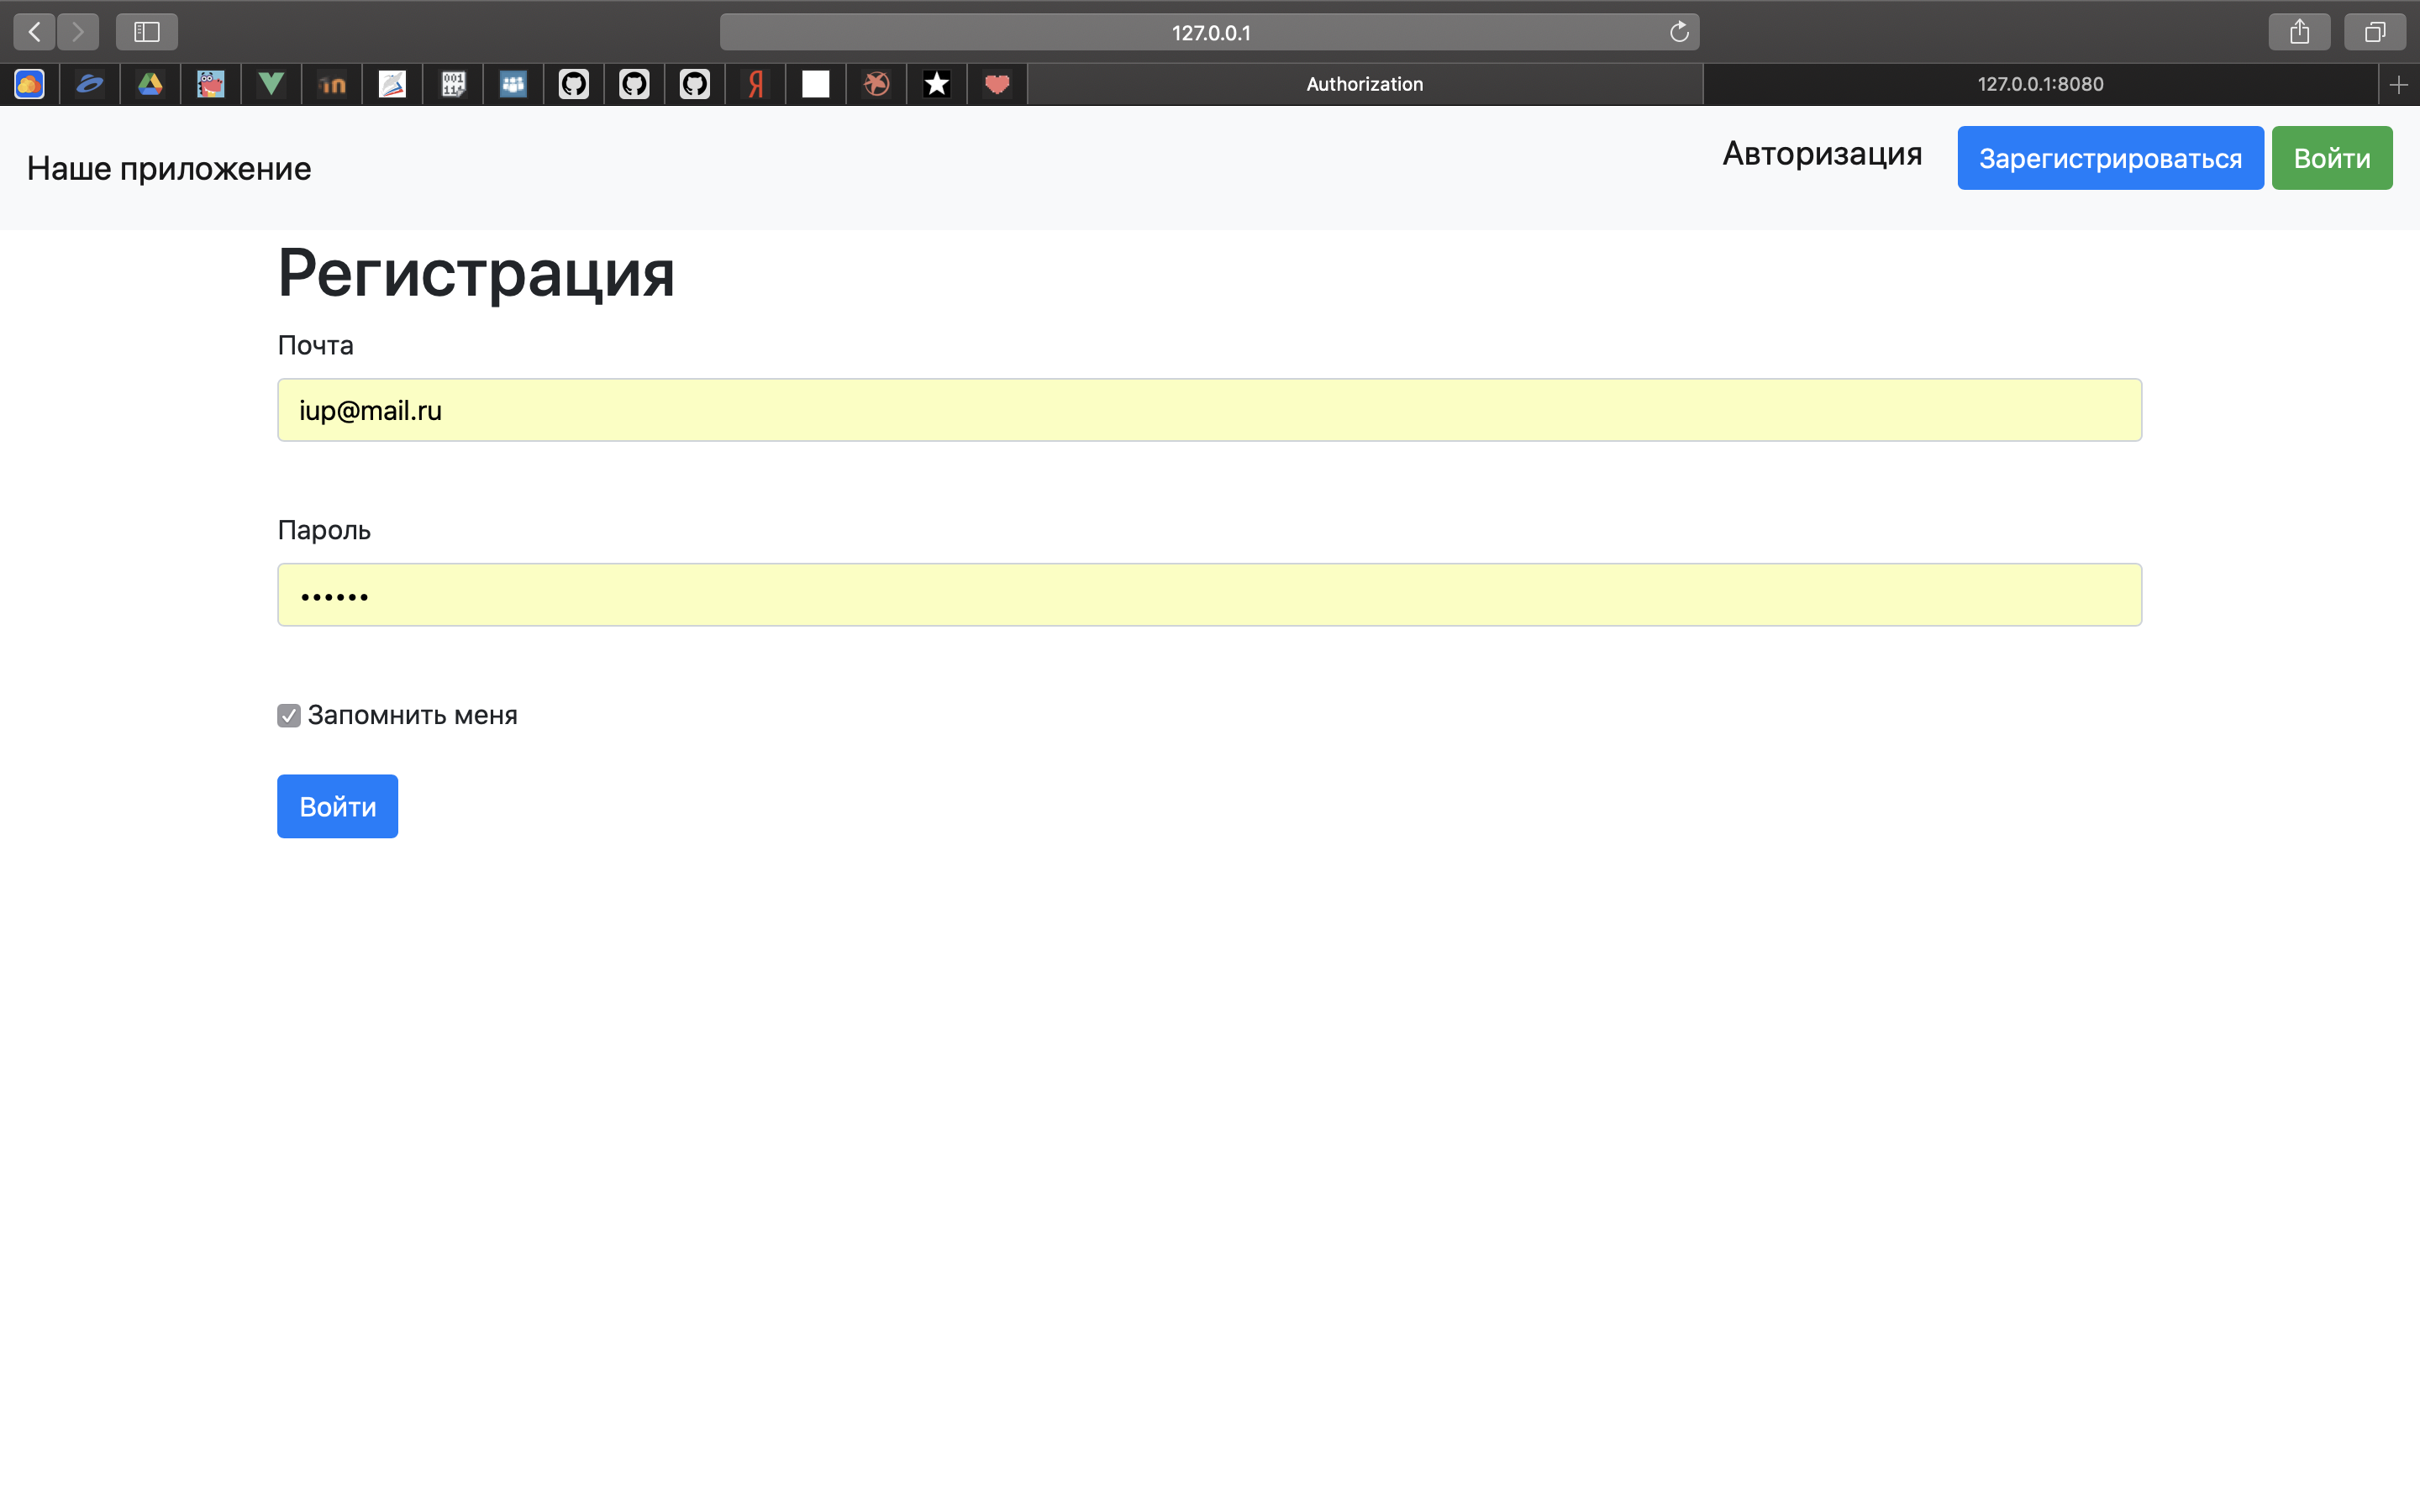 127.0.0.1
Authorization
127.0.0.1:8080
Наше приложение
Авторизация
Зарегистрироваться
Войти
Регистрация
Почта
iup@mail.ru
Пароль
••••••
Запомнить меня
Войти